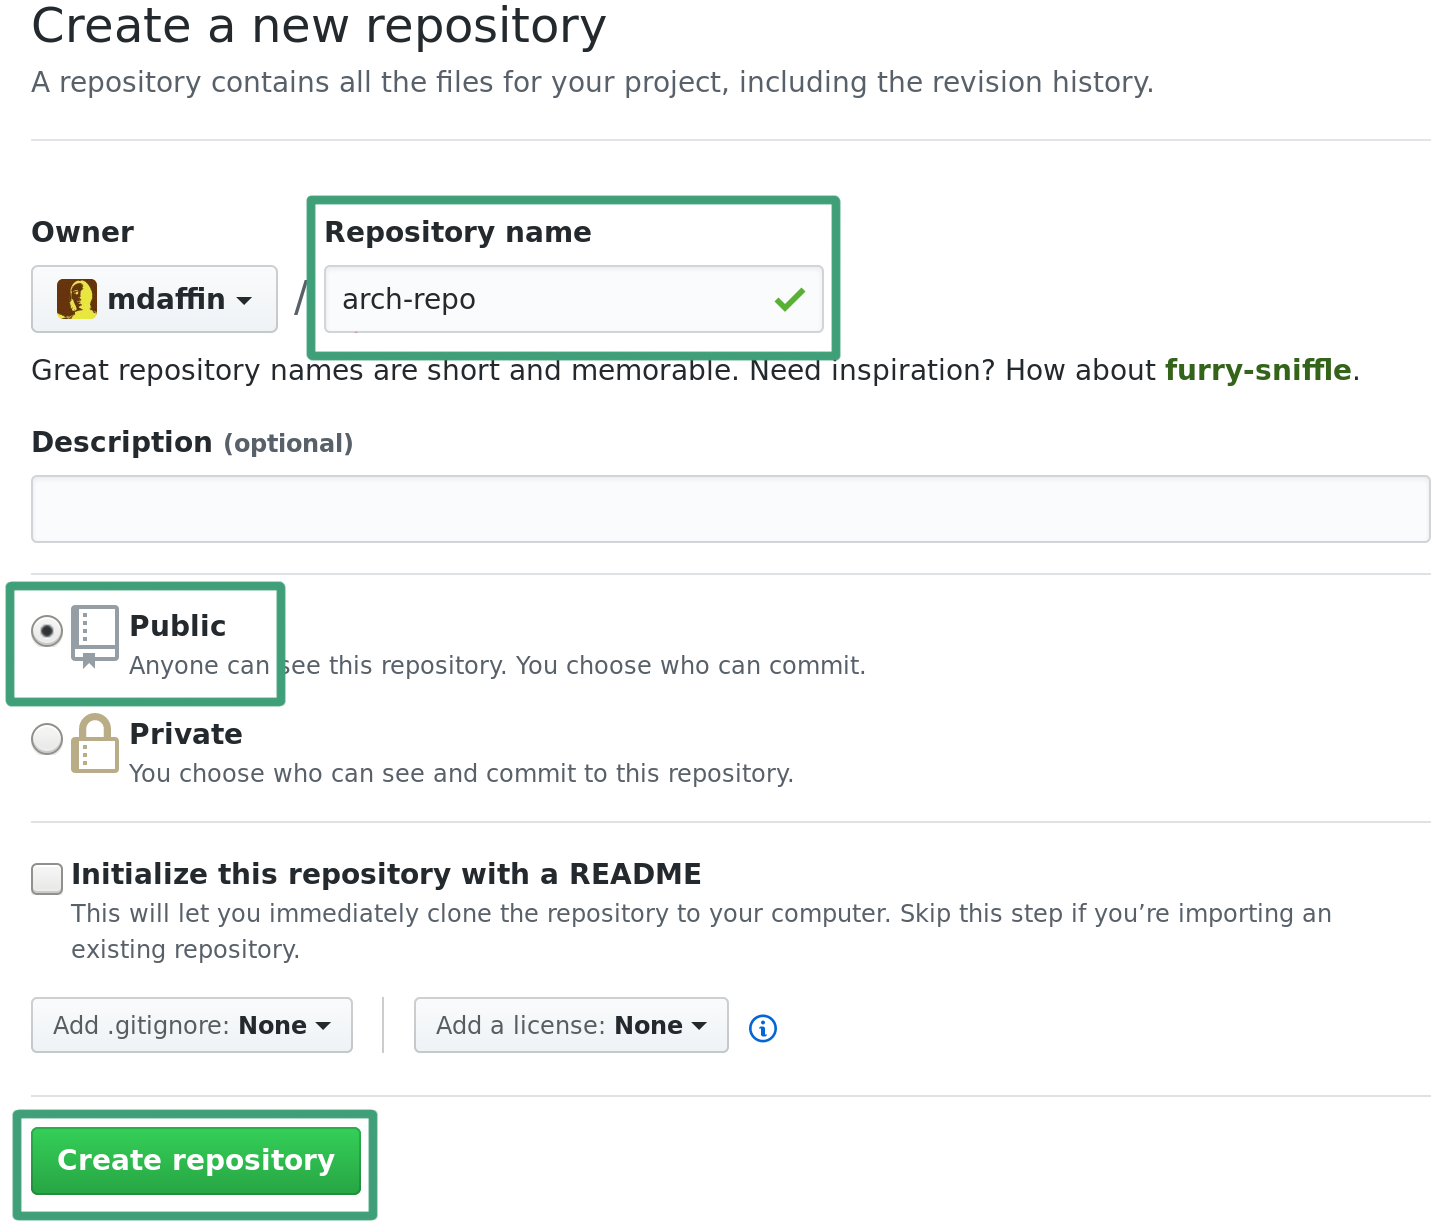 Create a new repository
A repository contains all the files for your project, including the revision history.
Owner
Repository name
mdaffin / arch-repo
Great repository names are short and memorable. Need inspiration? How about furry-sniffle.
Description (optional)
Public
Anyone can see this repository. You choose who can commit.
Private
You choose who can see and commit to this repository.
Initialize this repository with a README
This will let you immediately clone the repository to your computer. Skip this step if you’re importing an
existing repository.
Add .gitignore: None
Add a license: None
Create repository